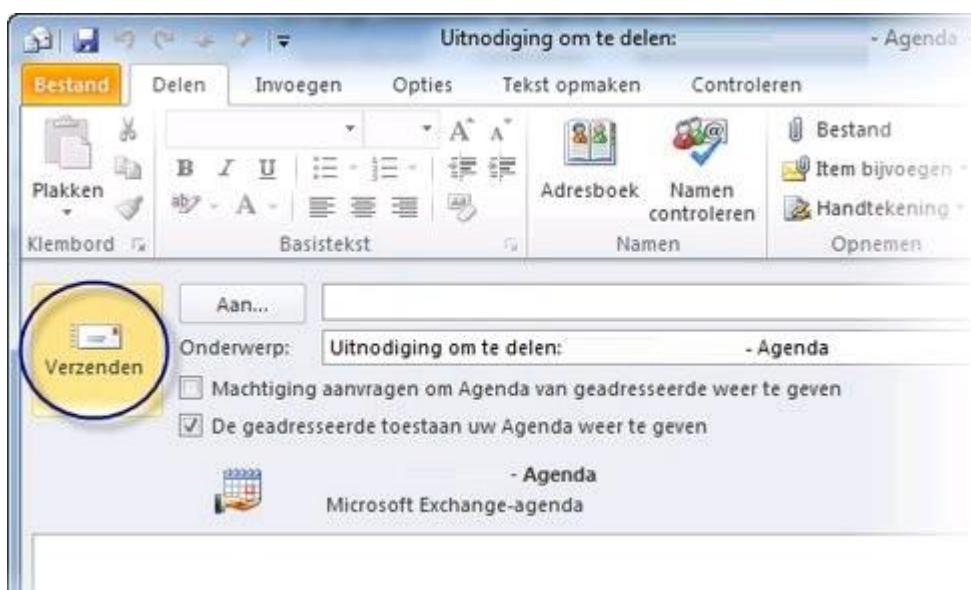 Uitnodiging om te delen: - Agenda
Bestand Delen Invoegen Opties Tekst opmaken Controleren
Plakken
B I U A A
ab A
Adresboek
Namen controleren
Bestand
Item bijvoegen
Handtekening
Klembord Basistekst Namen Opnemen
Verzenden
Aan...
Onderwerp: Uitnodiging om te delen: - Agenda
Machtiging aanvragen om Agenda van geadresseerde weer te geven
De geadresseerde toestaan uw Agenda weer te geven
- Agenda
Microsoft Exchange-agenda